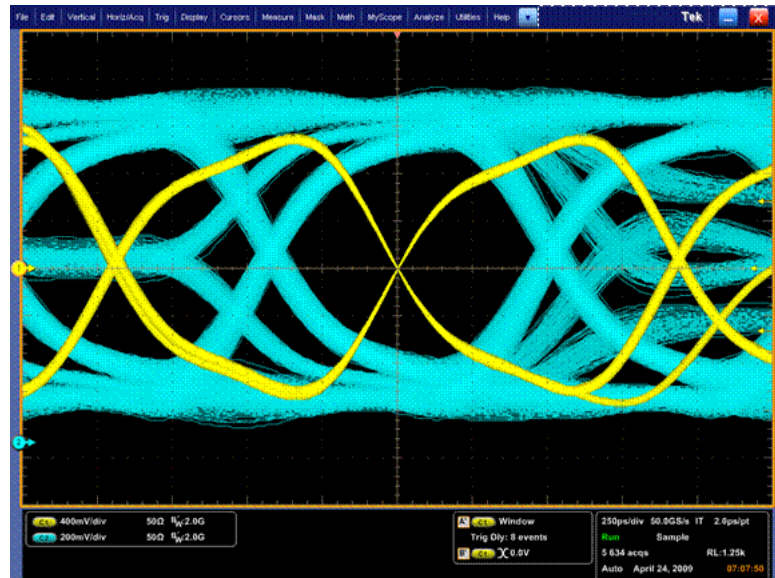 File Edit Vertical Horiz/Acq Trig Display Cursors Measure Mask Math MyScope Analyze Utilities Help Tek X
1
2
C1 400mV/div 50Ω BW:2.0G
C2 200mV/div 50Ω BW:2.0G
A' C1 Window
Trig Dly: 8 events
B' C1 0.0V
250ps/div 50.0GS/s IT 2.0ps/pt
Run Sample
5 634 acqs RL:1.25k
Auto April 24, 2009 07:07:50